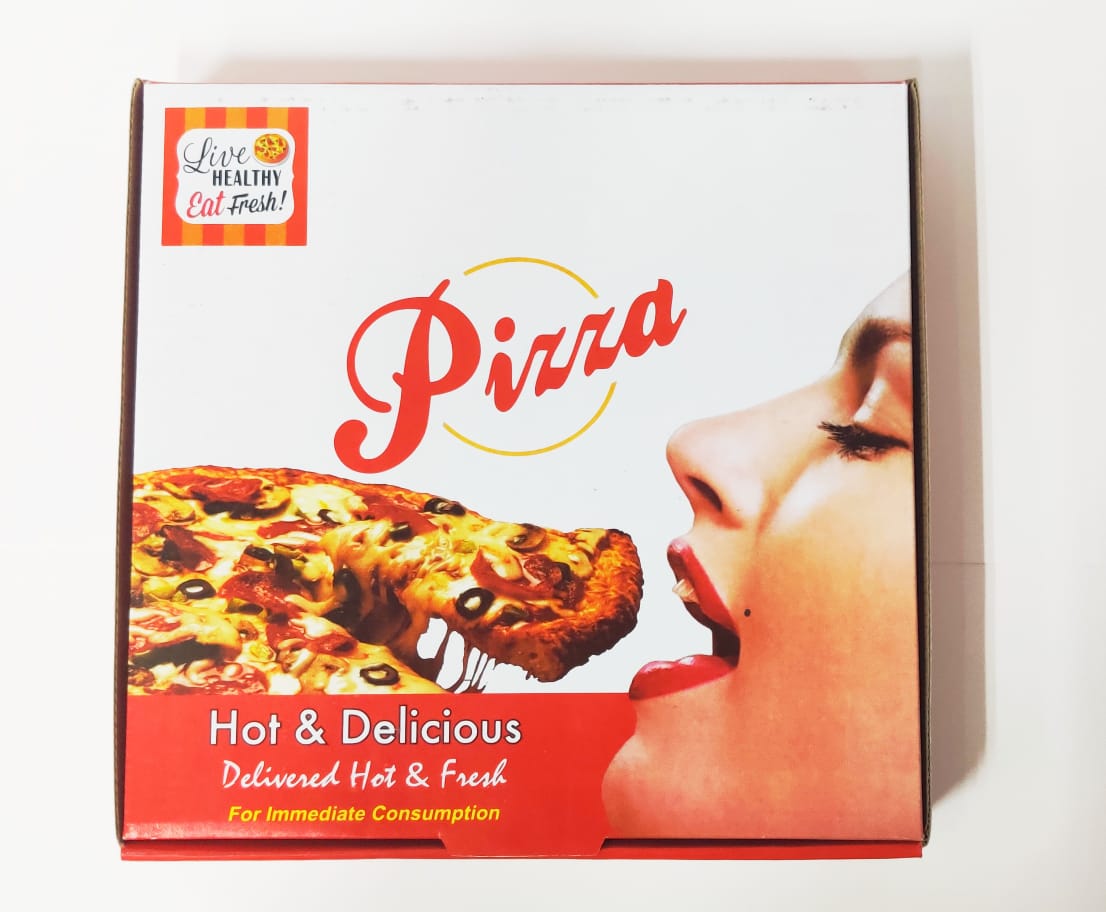 Live
HEALTHY
Eat Fresh!
Pizza
Hot & Delicious
Delivered Hot & Fresh
For Immediate Consumption